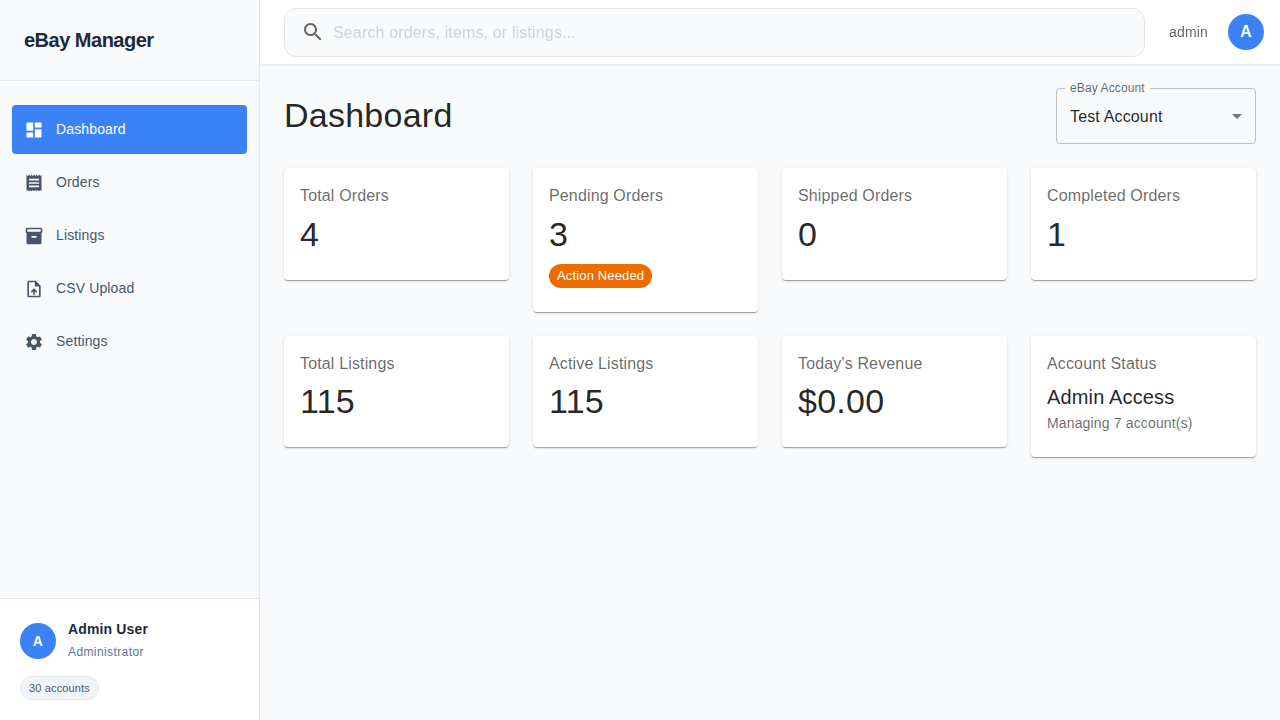 eBay Manager
Search orders, items, or listings...
admin
A
Dashboard
Orders
Listings
CSV Upload
Settings
Dashboard
eBay Account
Test Account
Total Orders
4
Pending Orders
3
Action Needed
Shipped Orders
0
Completed Orders
1
Total Listings
115
Active Listings
115
Today's Revenue
$0.00
Account Status
Admin Access
Managing 7 account(s)
A
Admin User
Administrator
30 accounts